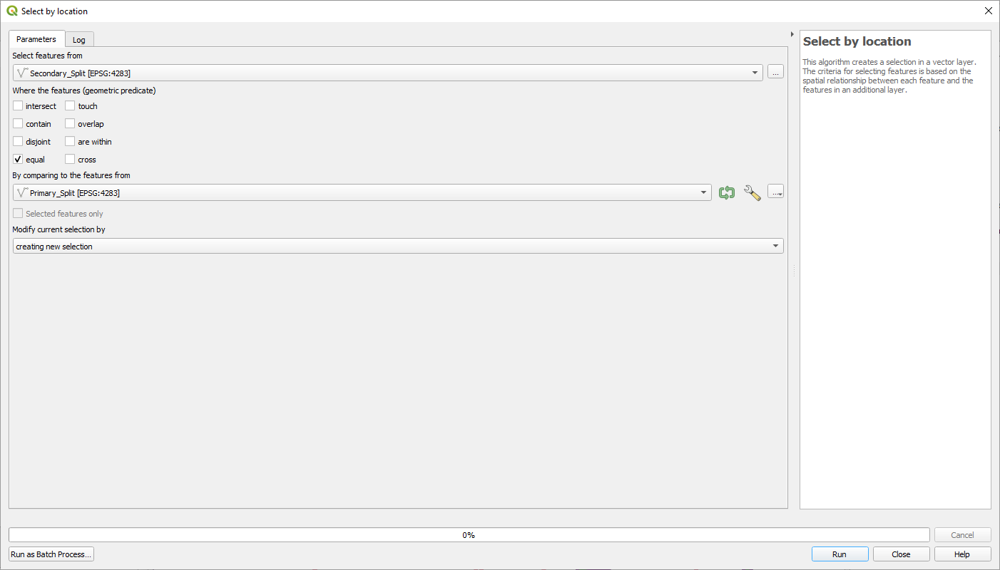 Select by location
Parameters
Log
Select features from
Secondary_Split [EPSG:4283]
...
Where the features (geometric predicate)
intersect
touch
contain
overlap
disjoint
are within
equal
cross
By comparing to the features from
Primary_Split [EPSG:4283]
...
Selected features only
Modify current selection by
creating new selection
Select by location
This algorithm creates a selection in a vector layer.
The criteria for selecting features is based on the
spatial relationship between each feature and the
features in an additional layer.
0%
Cancel
Run as Batch Process...
Run
Close
Help